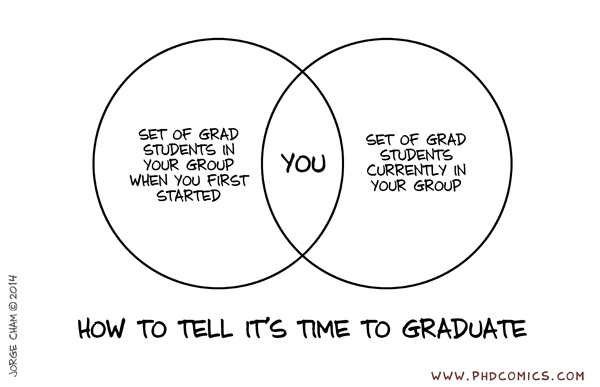 SET OF GRAD
STUDENTS IN
YOUR GROUP
WHEN YOU FIRST
STARTED
YOU
SET OF GRAD
STUDENTS
CURRENTLY IN
YOUR GROUP
HOW TO TELL IT'S TIME TO GRADUATE
JORGE CHAM © 2014
WWW.PHDCOMICS.COM